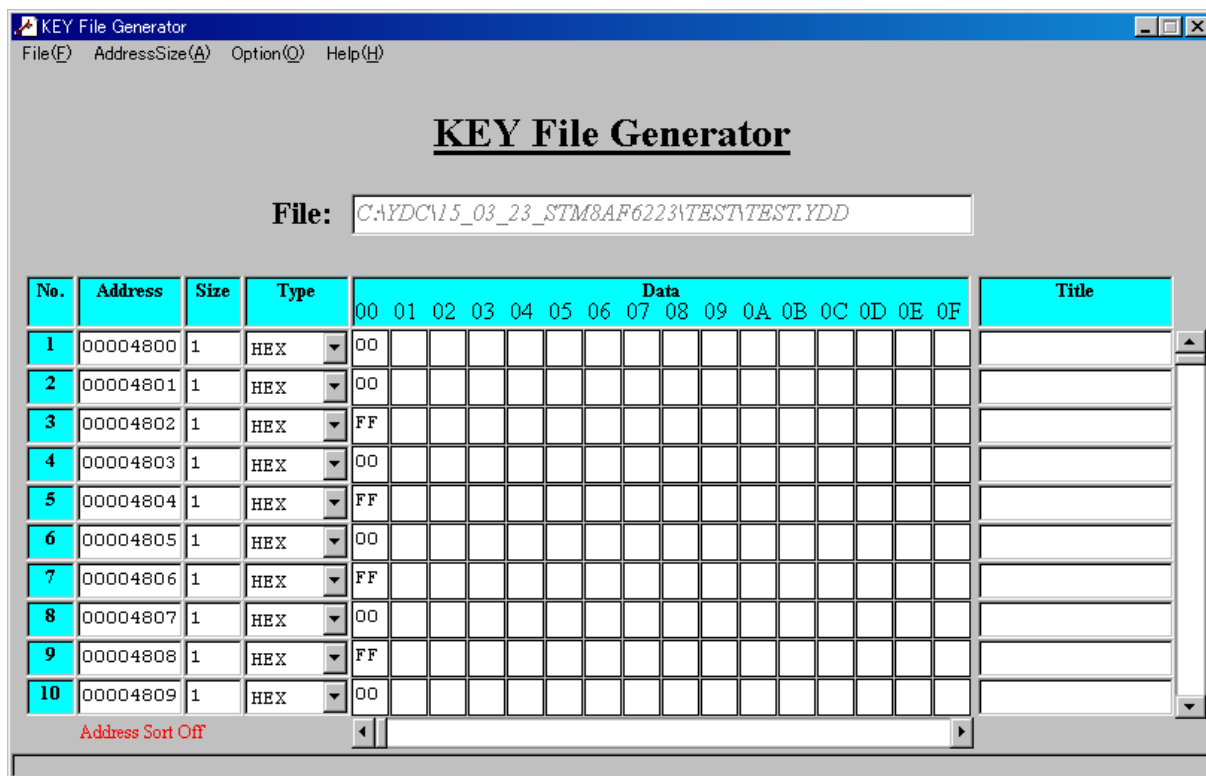 KEY File Generator
File(F) AddressSize(A) Option(O) Help(H)
KEY File Generator
File: C:\YDC\15_03_23_STM8AF6223\TEST\TEST.YDD
No. Address Size Type Data Title
00 01 02 03 04 05 06 07 08 09 0A 0B 0C 0D 0E 0F
1 00004800 1 HEX 00
2 00004801 1 HEX 00
3 00004802 1 HEX FF
4 00004803 1 HEX 00
5 00004804 1 HEX FF
6 00004805 1 HEX 00
7 00004806 1 HEX FF
8 00004807 1 HEX 00
9 00004808 1 HEX FF
10 00004809 1 HEX 00
Address Sort Off